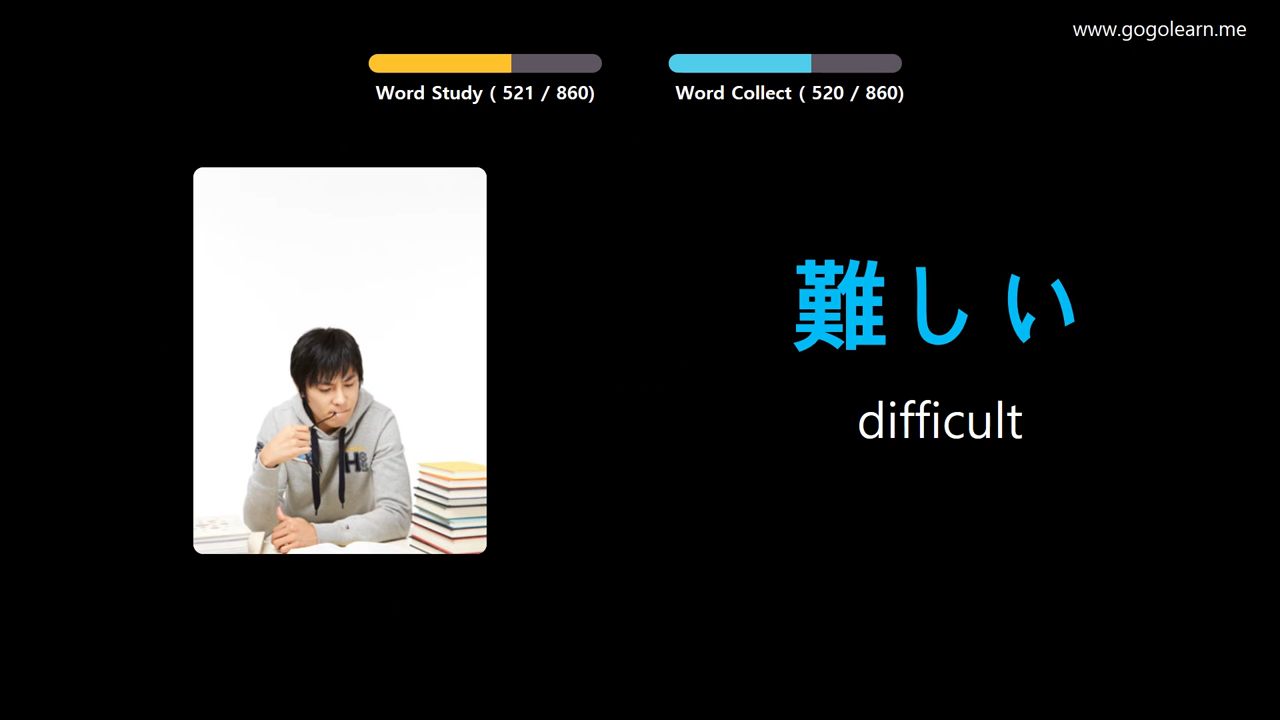 www.gogolearn.me
Word Study ( 521 / 860)
Word Collect ( 520 / 860)
難しい
difficult
H